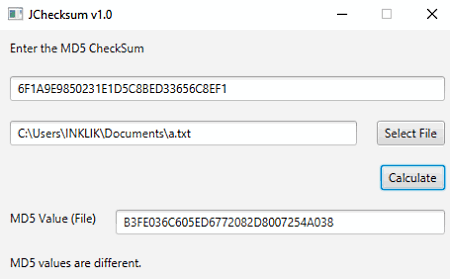 JChecksum v1.0
Enter the MD5 CheckSum
6F1A9E9850231E1D5C8BED33656C8EF1
C:\Users\INKLIK\Documents\a.txt
Select File
Calculate
MD5 Value (File)
B3FE036C605ED6772082D8007254A038
MD5 values are different.